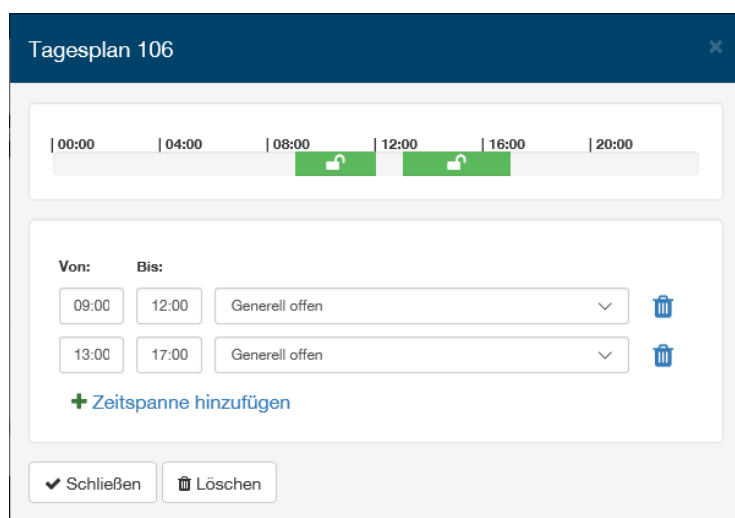 Tagesplan 106
| 00:00 | 04:00 | 08:00 | 12:00 | 16:00 | 20:00
Von: Bis:
09:00 12:00 Generell offen
13:00 17:00 Generell offen
Zeitspanne hinzufügen
Schließen Löschen